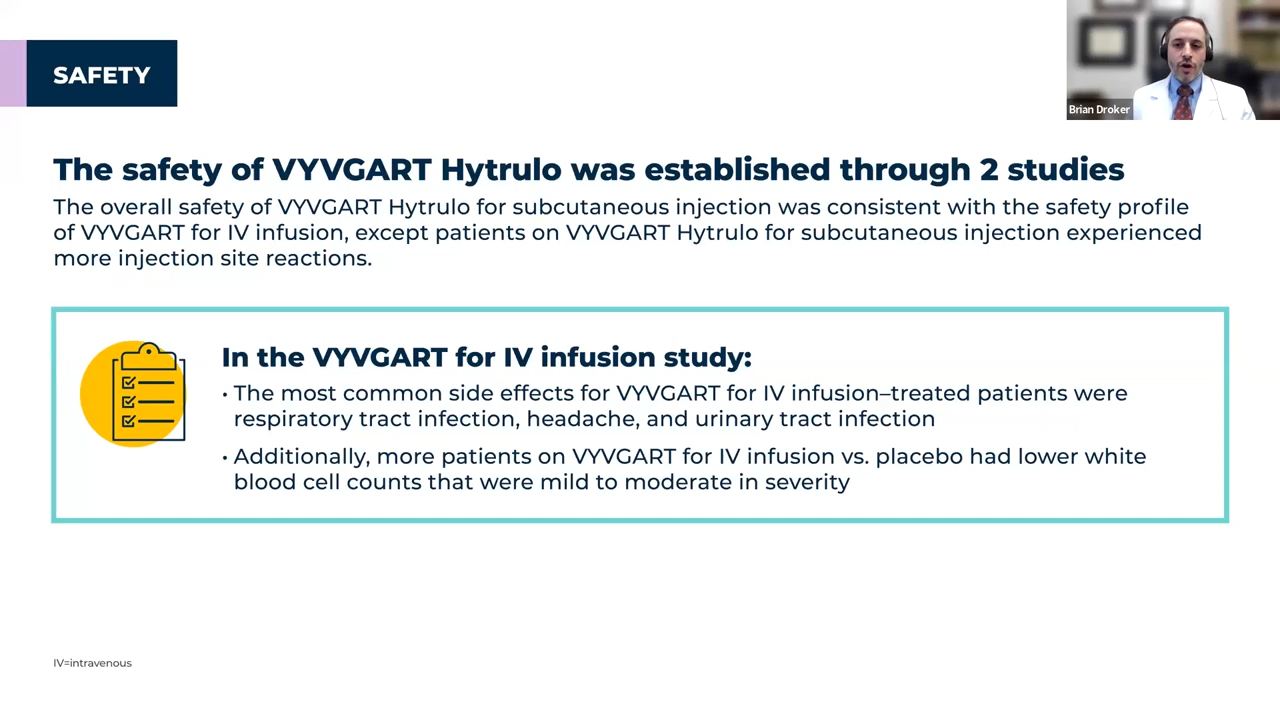 SAFETY
Brian Droker
The safety of VYVGART Hytrulo was established through 2 studies
The overall safety of VYVGART Hytrulo for subcutaneous injection was consistent with the safety profile
of VYVGART for IV infusion, except patients on VYVGART Hytrulo for subcutaneous injection experienced
more injection site reactions.
In the VYVGART for IV infusion study:
• The most common side effects for VYVGART for IV infusion–treated patients were
respiratory tract infection, headache, and urinary tract infection
• Additionally, more patients on VYVGART for IV infusion vs. placebo had lower white
blood cell counts that were mild to moderate in severity
IV=intravenous